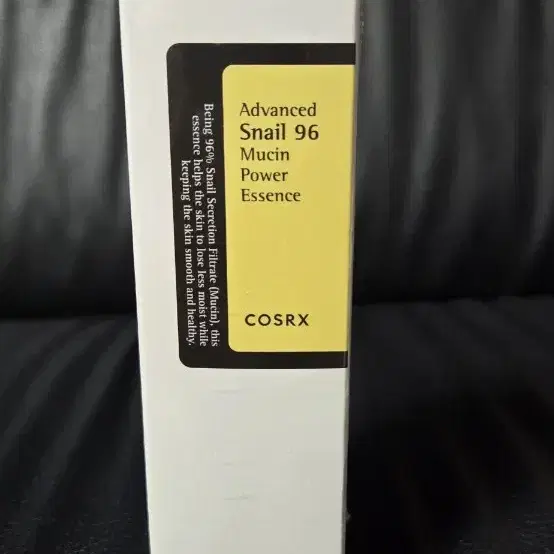 Advanced
Snail 96
Mucin
Power
Essence
COSRX
Being 96% Snail Secretion Filtrate (Mucin), this
essence helps the skin to lose less moist while
keeping the skin smooth and healthy.